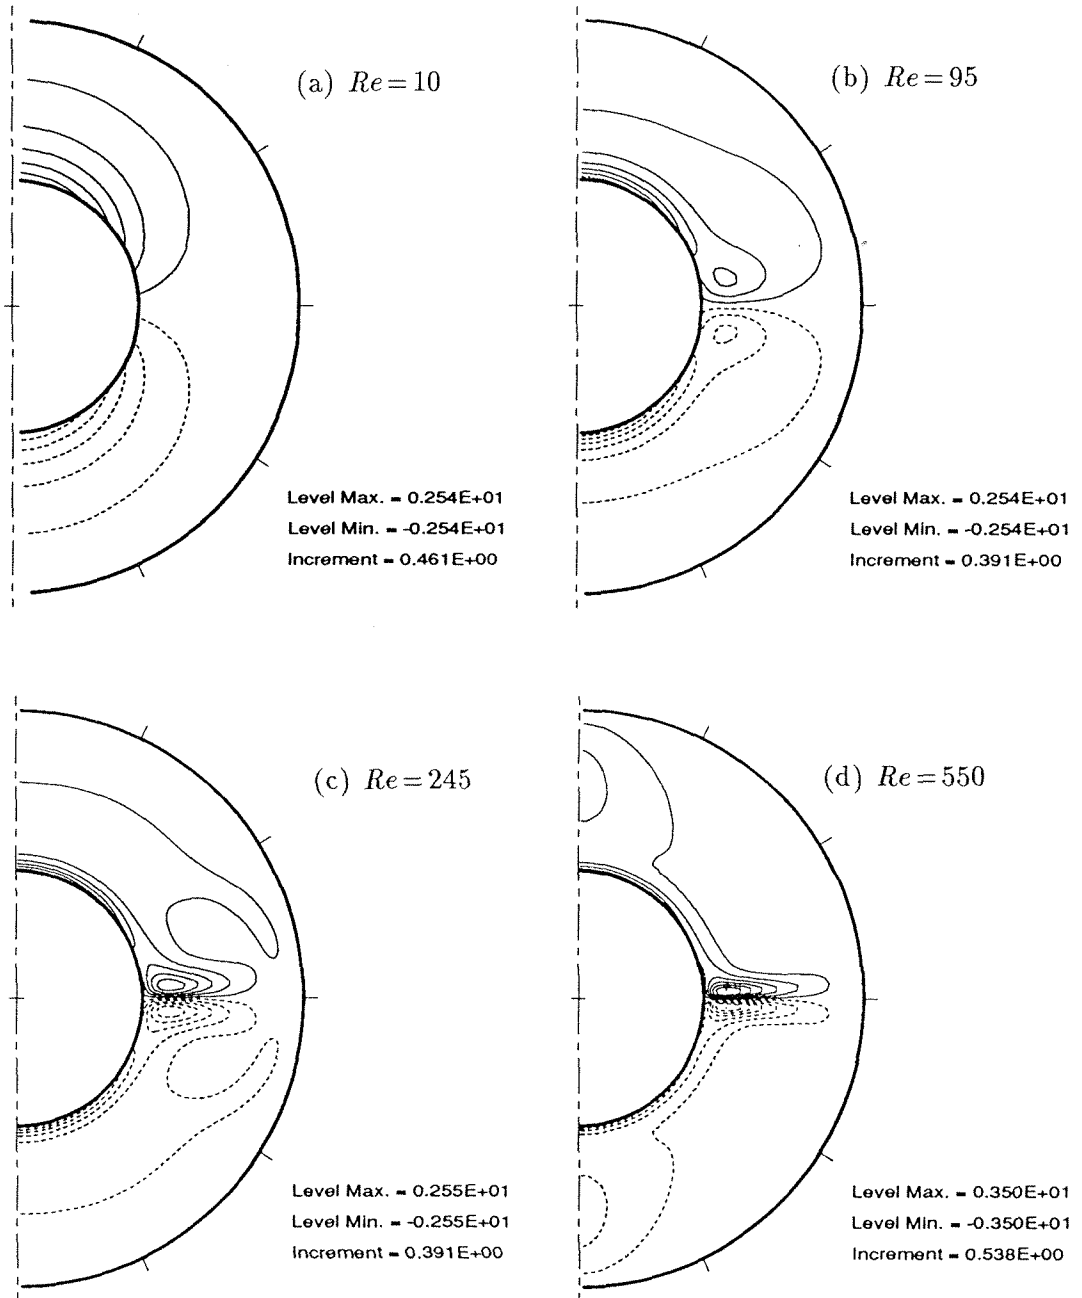 (a) Re=10
Level Max. = 0.254E+01
Level Min. = -0.254E+01
Increment = 0.461E+00
(b) Re=95
Level Max. = 0.254E+01
Level Min. = -0.254E+01
Increment = 0.391E+00
(c) Re=245
Level Max. = 0.255E+01
Level Min. = -0.255E+01
Increment = 0.391E+00
(d) Re=550
Level Max. = 0.350E+01
Level Min. = -0.350E+01
Increment = 0.538E+00